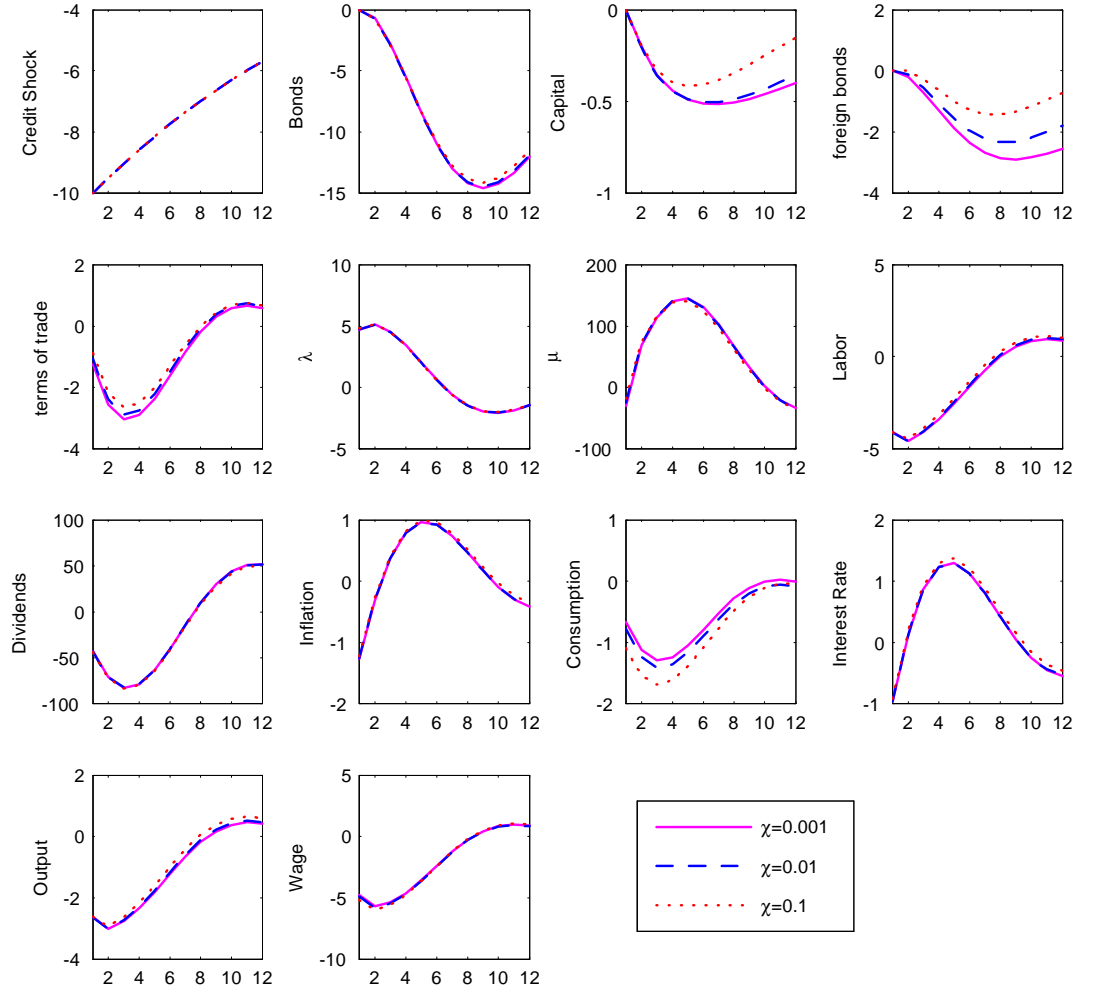 Credit Shock
-4
-6
-8
-10
2 4 6 8 10 12
Bonds
0
-5
-10
-15
2 4 6 8 10 12
Capital
0
-0.5
-1
2 4 6 8 10 12
foreign bonds
2
0
-2
-4
2 4 6 8 10 12
terms of trade
2
0
-2
-4
2 4 6 8 10 12
λ
10
5
0
-5
2 4 6 8 10 12
μ
200
100
0
-100
2 4 6 8 10 12
Labor
5
0
-5
2 4 6 8 10 12
Dividends
100
50
0
-50
-100
2 4 6 8 10 12
Inflation
1
0
-1
-2
2 4 6 8 10 12
Consumption
1
0
-1
-2
2 4 6 8 10 12
Interest Rate
2
1
0
-1
2 4 6 8 10 12
Output
2
0
-2
-4
2 4 6 8 10 12
Wage
5
0
-5
-10
2 4 6 8 10 12
χ=0.001
χ=0.01
χ=0.1